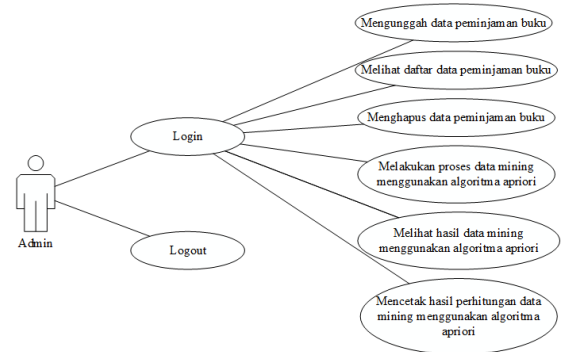 Mengunggah data peminjaman buku
Melihat daftar data peminjaman buku
Menghapus data peminjaman buku
Login
Melakukan proses data mining
menggunakan algoritma apriori
Admin
Logout
Melihat hasil data mining
menggunakan algoritma apriori
Mencetak hasil perhitungan data
mining menggunakan algoritma
apriori